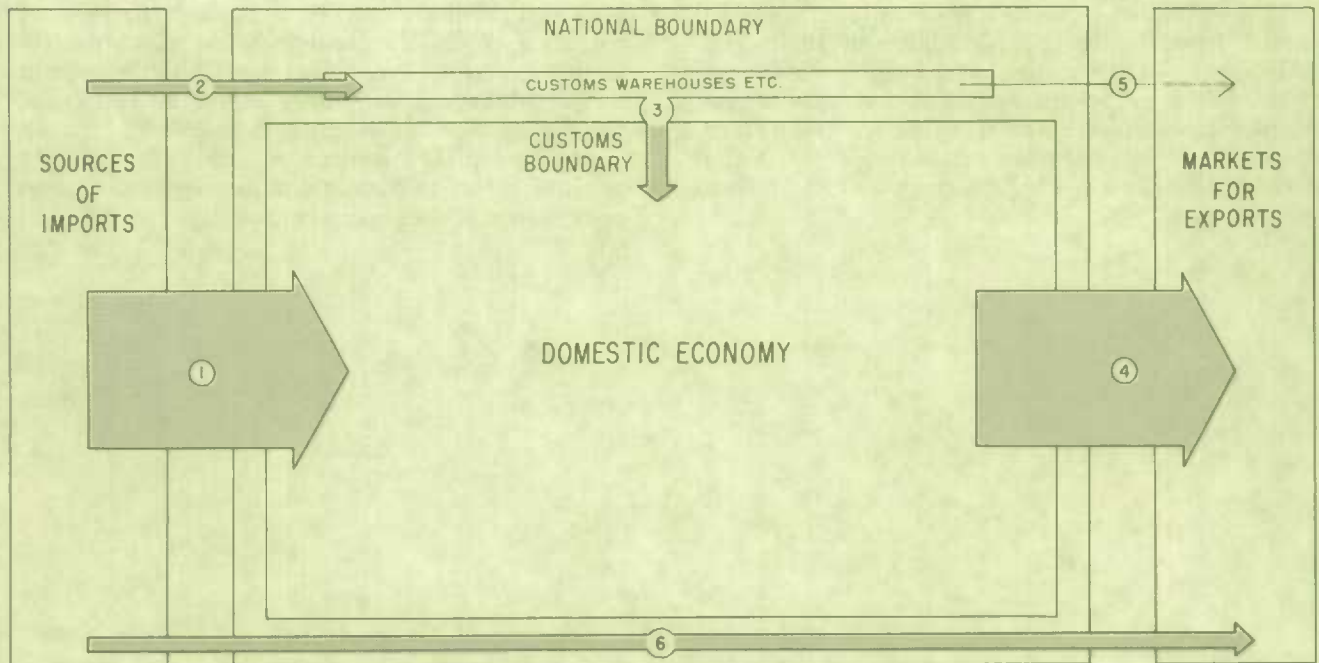 NATIONAL BOUNDARY
2
CUSTOMS WAREHOUSES ETC.
5
3
CUSTOMS
BOUNDARY
SOURCES
OF
IMPORTS
MARKETS
FOR
EXPORTS
1
DOMESTIC ECONOMY
4
6